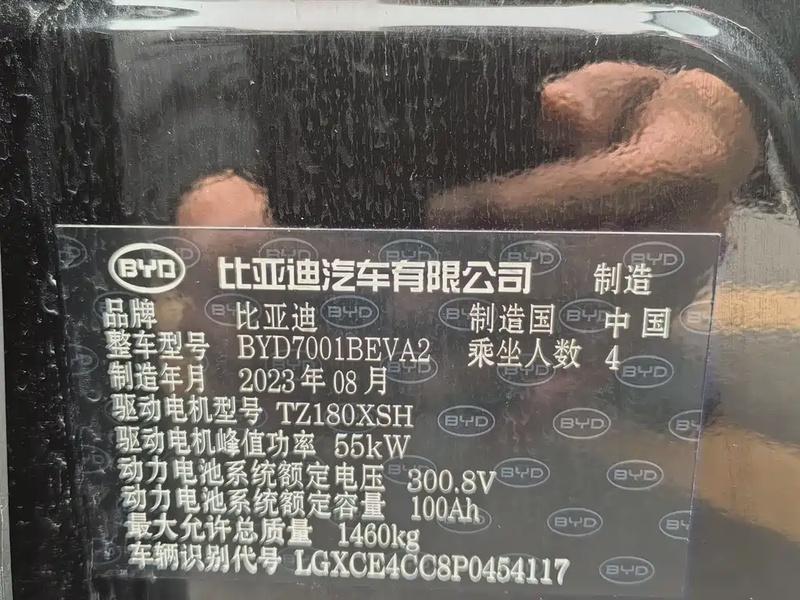 BYD 比亚迪汽车有限公司 制造
品牌 比亚迪 制造国 中国
整车型号 BYD7001BEVA2 乘坐人数 4
制造年月 2023年08月
驱动电机型号 TZ180XSH
驱动电机峰值功率 55kW
动力电池系统额定电压 300.8V
动力电池系统额定容量 100Ah
最大允许总质量 1460kg
车辆识别代号 LGXCE4CC8P0454117